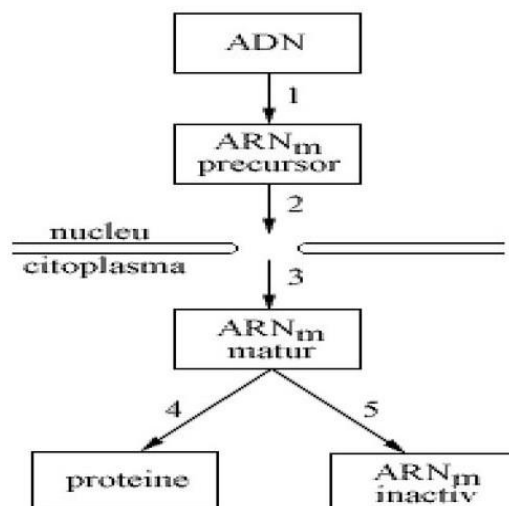 ADN
1
ARNm
precursor
2
nucleu
citoplasma
3
ARNm
matur
4
5
proteine
ARNm
inactiv